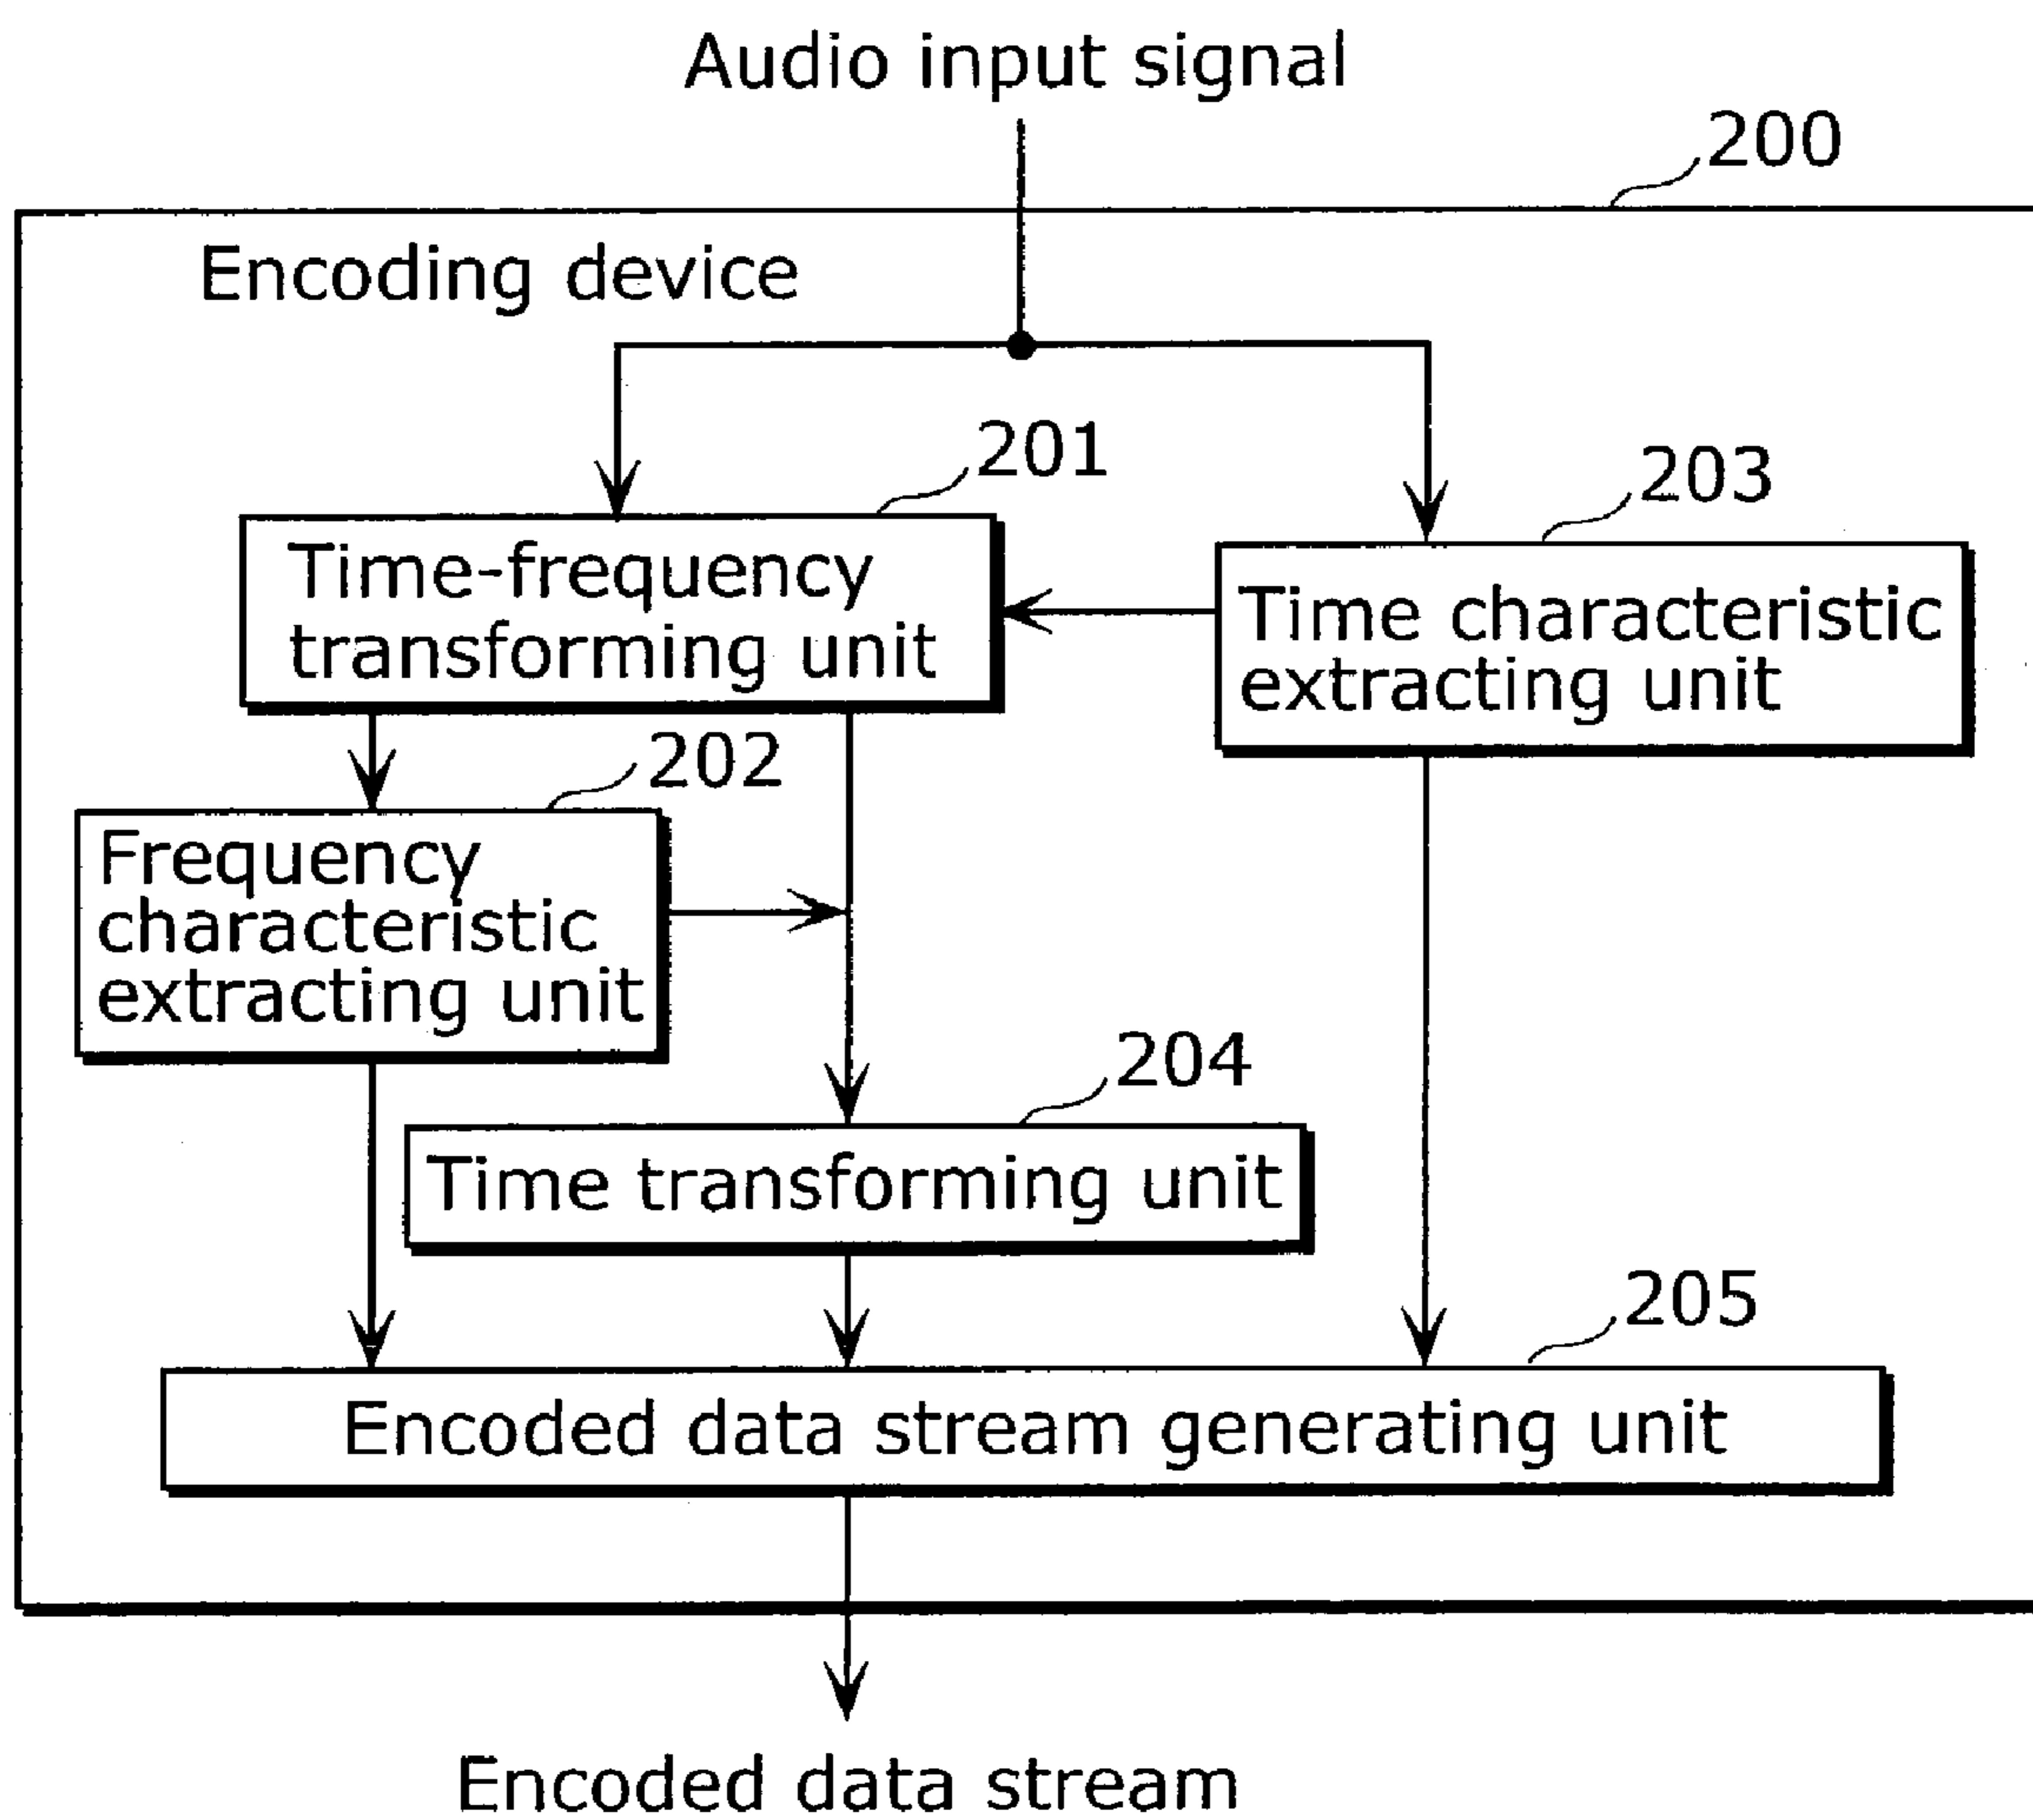 Audio input signal
200
Encoding device
201
203
Time-frequency
transforming unit
Time characteristic
extracting unit
202
Frequency
characteristic
extracting unit
204
Time transforming unit
205
Encoded data stream generating unit
Encoded data stream